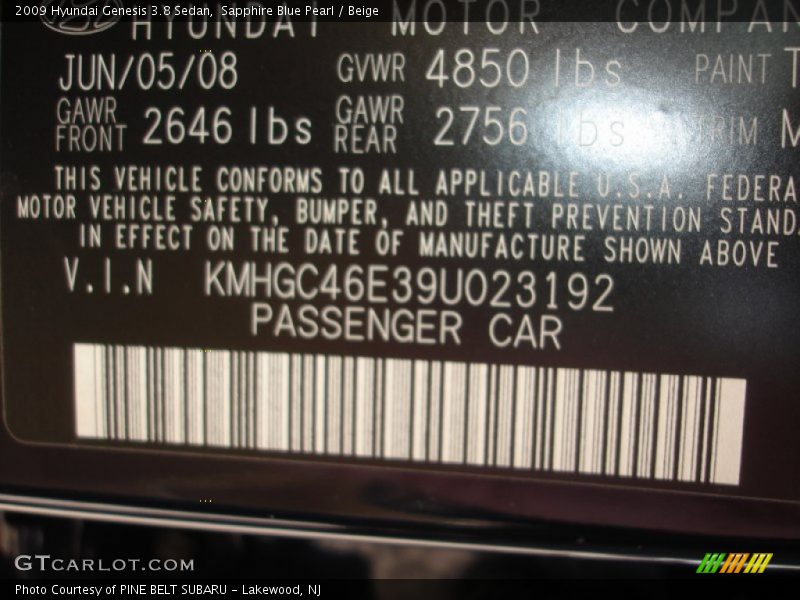 2009 Hyundai Genesis 3.8 Sedan, Sapphire Blue Pearl / Beige
HYUNDAI MOTOR COMPAN
JUN/05/08 GVWR 4850 lbs PAINT T
GAWR FRONT 2646 lbs GAWR REAR 2756 lbs TRIM M
THIS VEHICLE CONFORMS TO ALL APPLICABLE U.S.A. FEDERA
MOTOR VEHICLE SAFETY, BUMPER, AND THEFT PREVENTION STAND
IN EFFECT ON THE DATE OF MANUFACTURE SHOWN ABOVE
V.I.N KMHGC46E39U023192
PASSENGER CAR
GTCARLOT.COM
Photo Courtesy of PINE BELT SUBARU - Lakewood, NJ